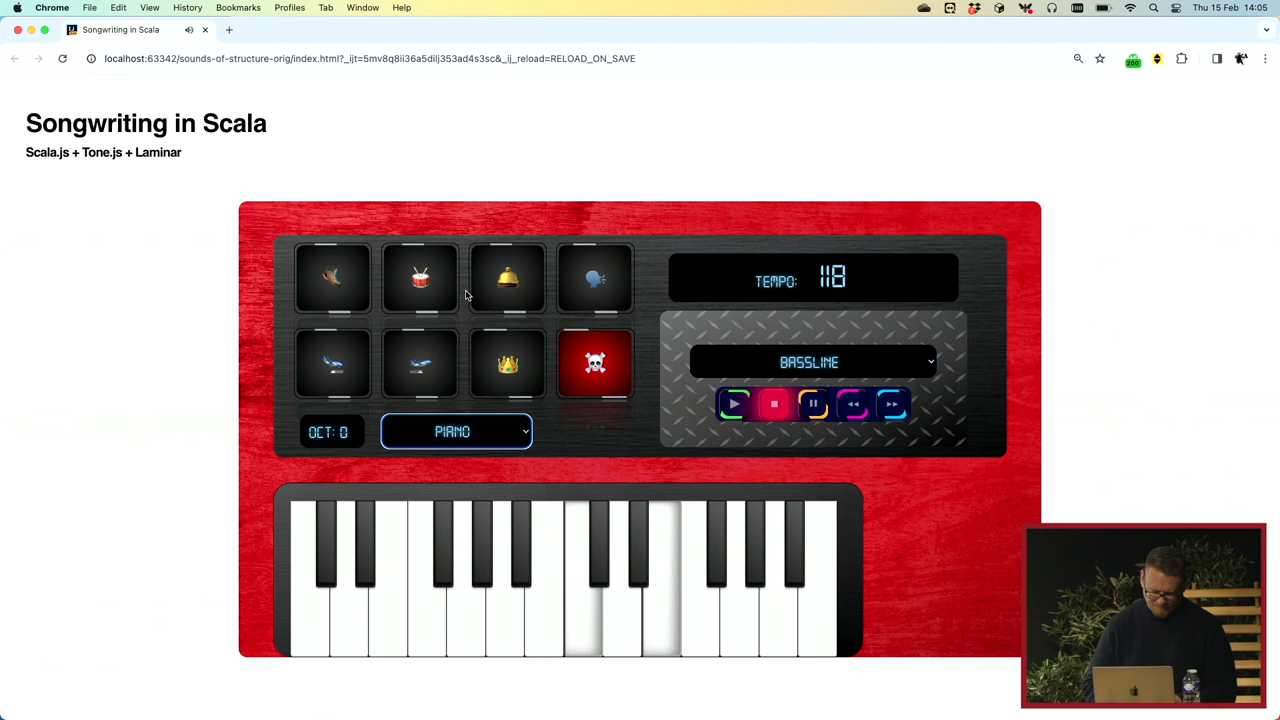 Chrome File Edit View History Bookmarks Profiles Tab Window Help
Thu 15 Feb 14:05
Songwriting in Scala
localhost:63342/sounds-of-structure-orig/index.html?_ijt=5mv8q8ii36a5dilj353ad4s3sc&_ij_reload=RELOAD_ON_SAVE
200
Songwriting in Scala
Scala.js + Tone.js + Laminar
TEMPO: 118
BASSLINE
OCT: 0
PIANO